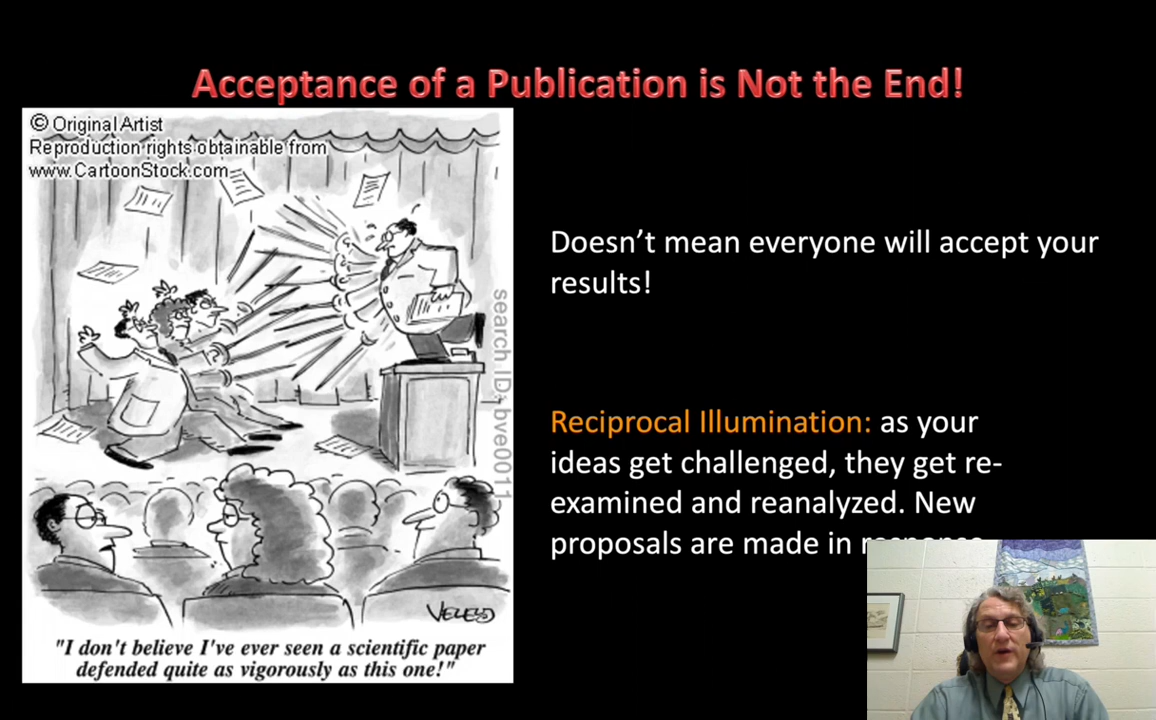 Acceptance of a Publication is Not the End!
© Original Artist
Reproduction rights obtainable from
www.CartoonStock.com
search ID: bve0011
VELEY
"I don't believe I've ever seen a scientific paper
defended quite as vigorously as this one!"
Doesn't mean everyone will accept your
results!
Reciprocal Illumination: as your
ideas get challenged, they get re-
examined and reanalyzed. New
proposals are made in response